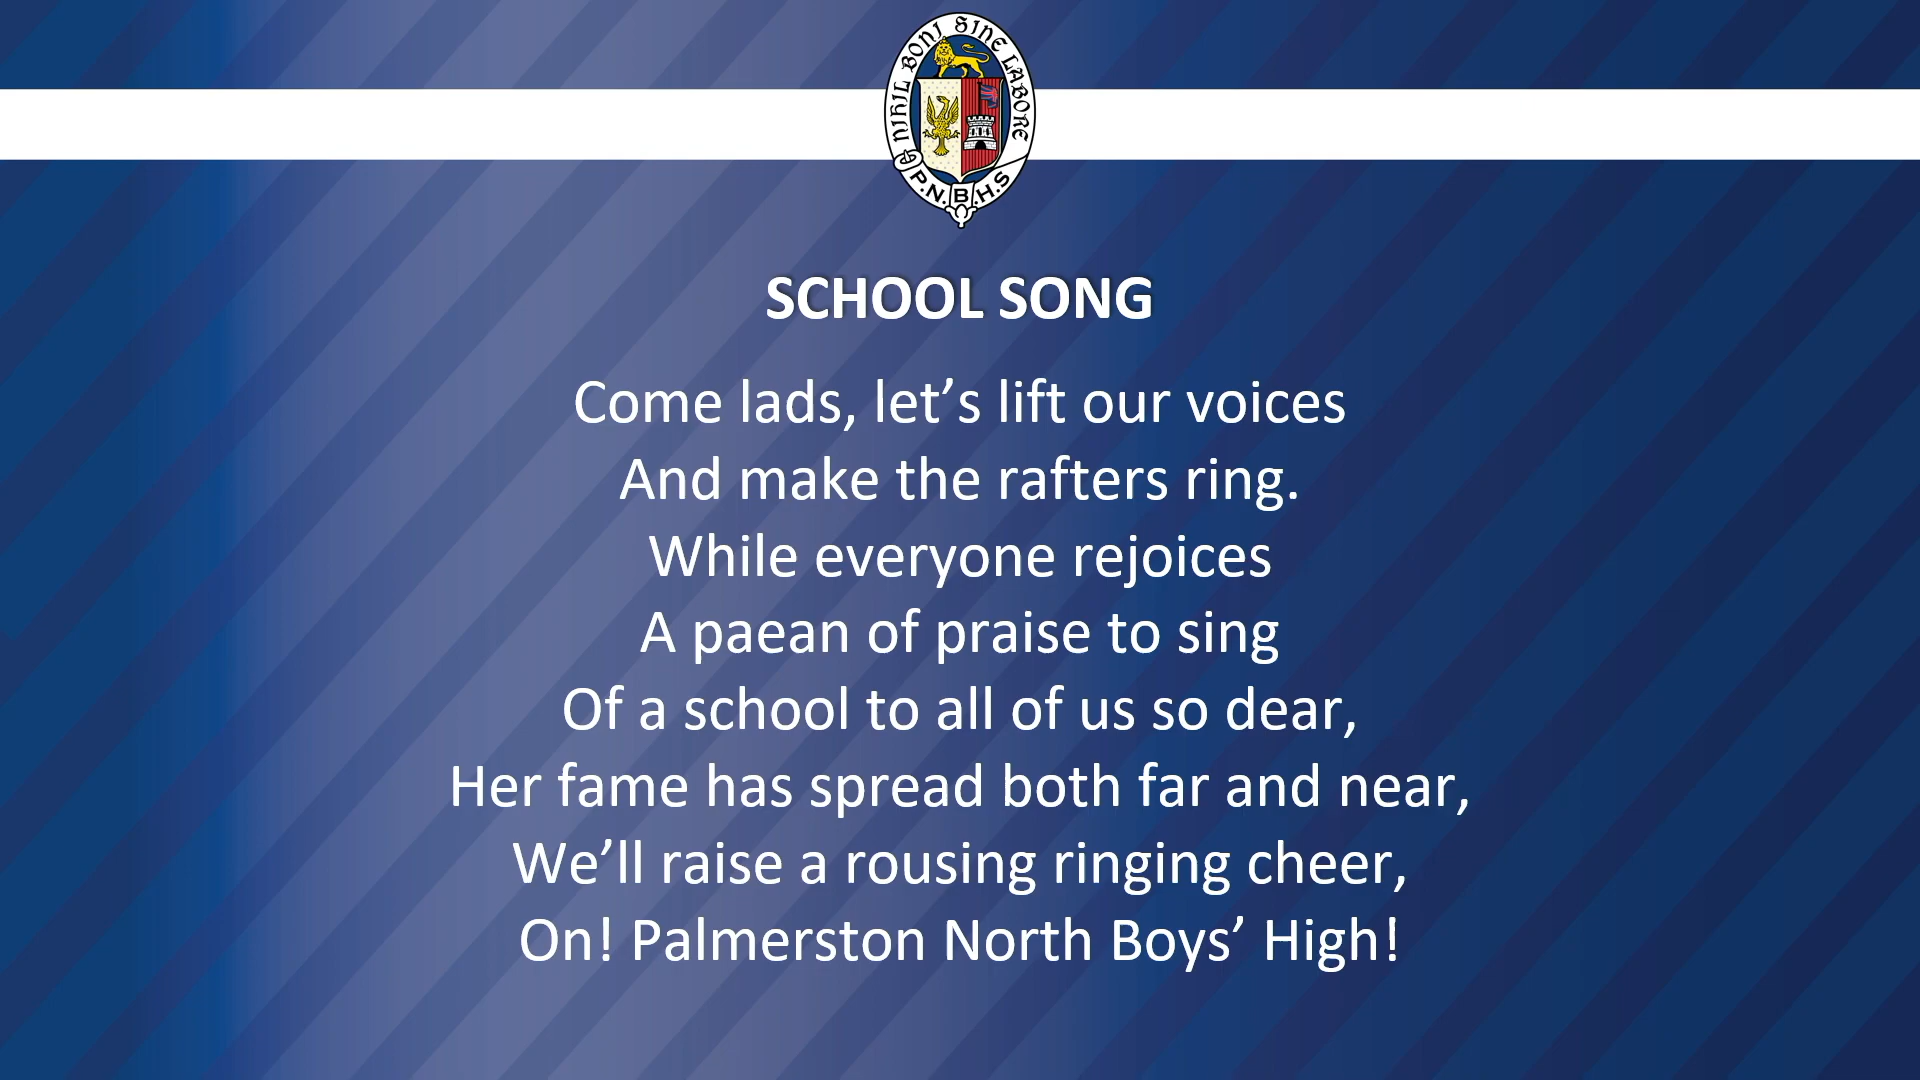 NIHIL BONI SINE LABORE
P.N.B.H.S
SCHOOL SONG
Come lads, let’s lift our voices
And make the rafters ring.
While everyone rejoices
A paean of praise to sing
Of a school to all of us so dear,
Her fame has spread both far and near,
We’ll raise a rousing ringing cheer,
On! Palmerston North Boys’ High!